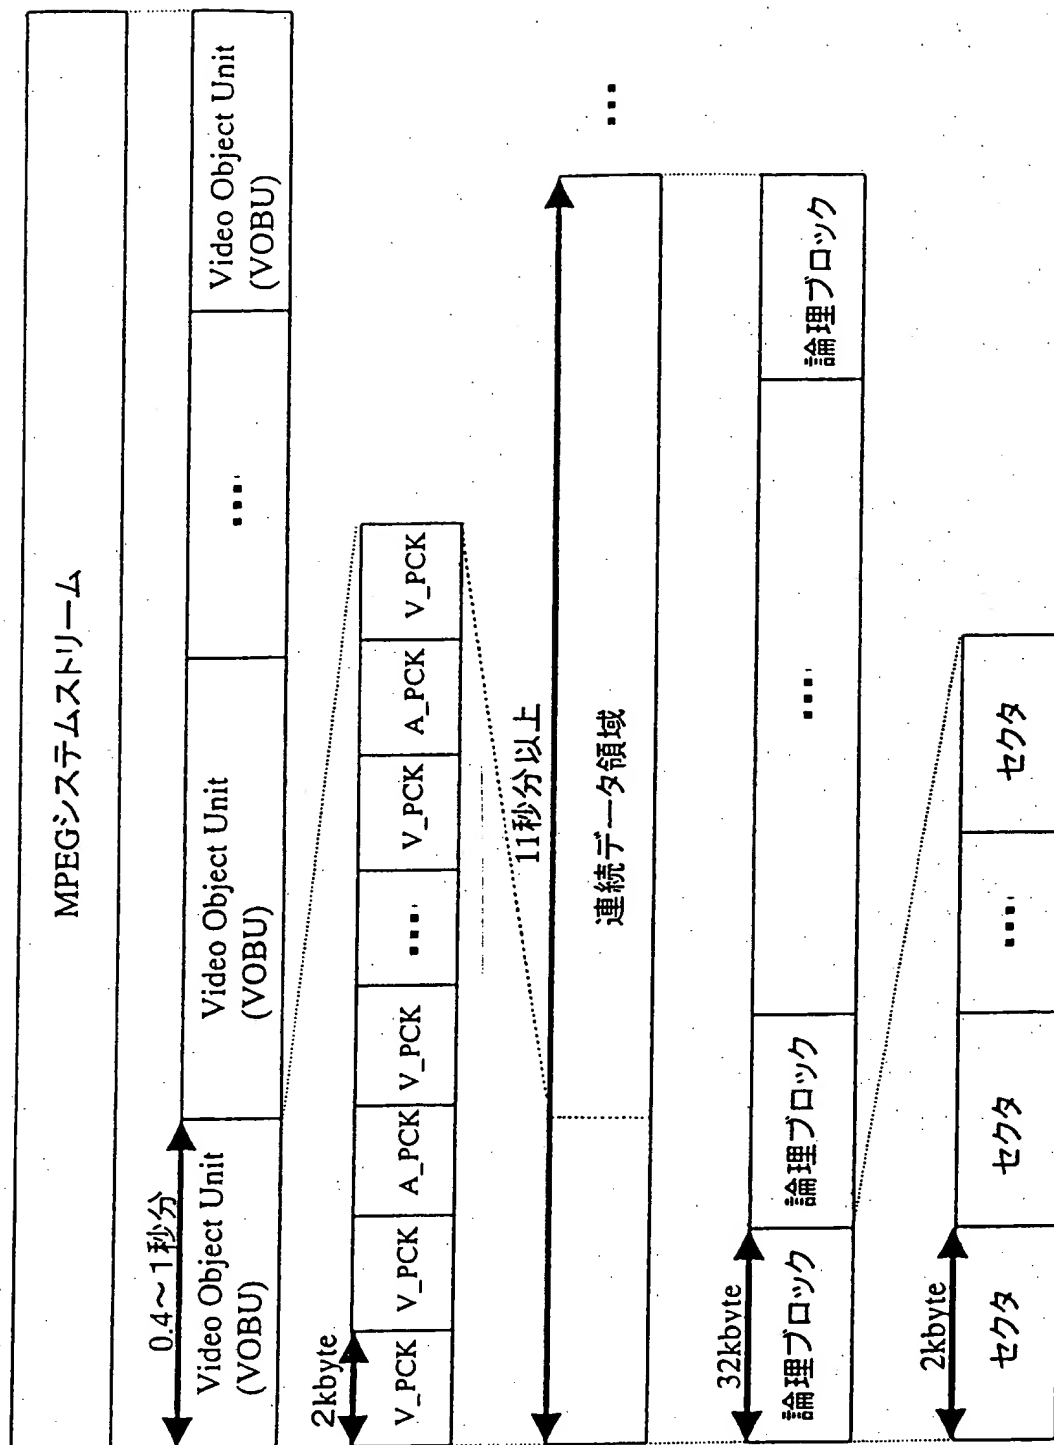 MPEGシステムストリーム
0.4～1秒分
Video Object Unit
(VOBU)
Video Object Unit
(VOBU)
....
Video Object Unit
(VOBU)
2kbyte
V_PCK
V_PCK
A_PCK
V_PCK
....
V_PCK
A_PCK
V_PCK
11秒分以上
連続データ領域
...
32kbyte
論理ブロック
論理ブロック
....
論理ブロック
2kbyte
セクタ
セクタ
....
セクタ